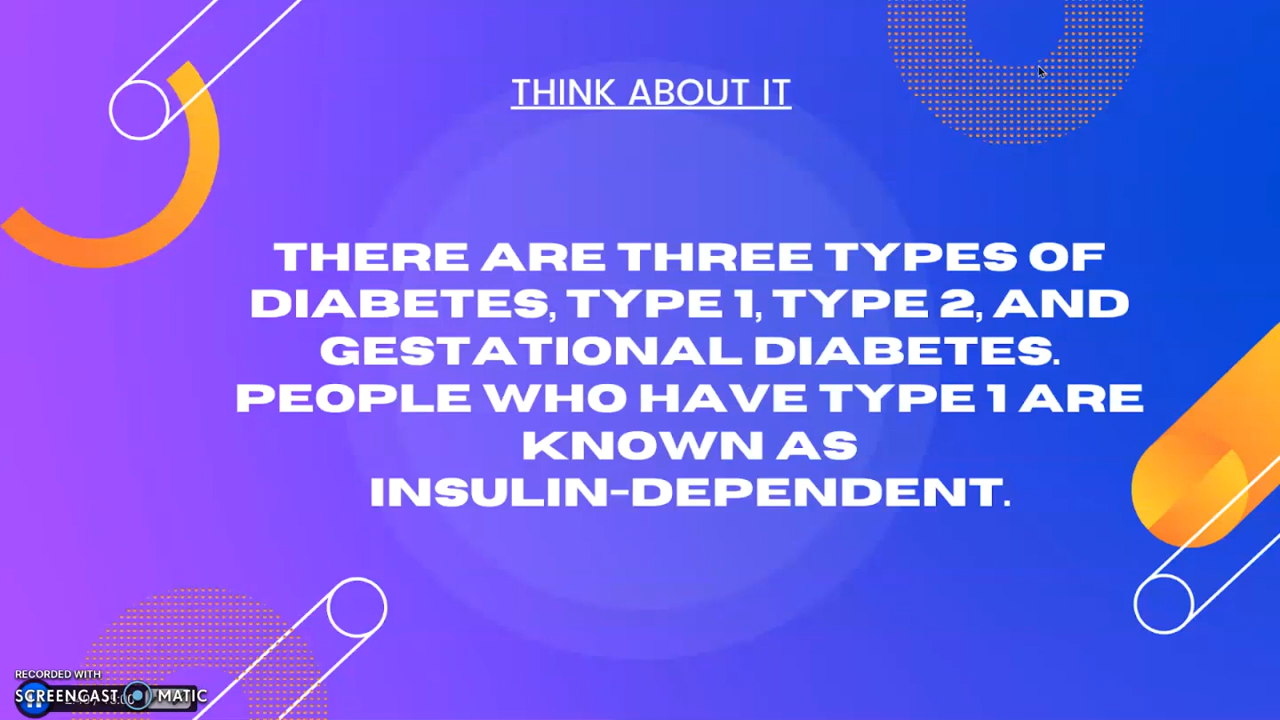 THINK ABOUT IT
THERE ARE THREE TYPES OF
DIABETES, TYPE 1, TYPE 2, AND
GESTATIONAL DIABETES.
PEOPLE WHO HAVE TYPE 1 ARE
KNOWN AS
INSULIN-DEPENDENT.
RECORDED WITH
SCREENCAST MATIC